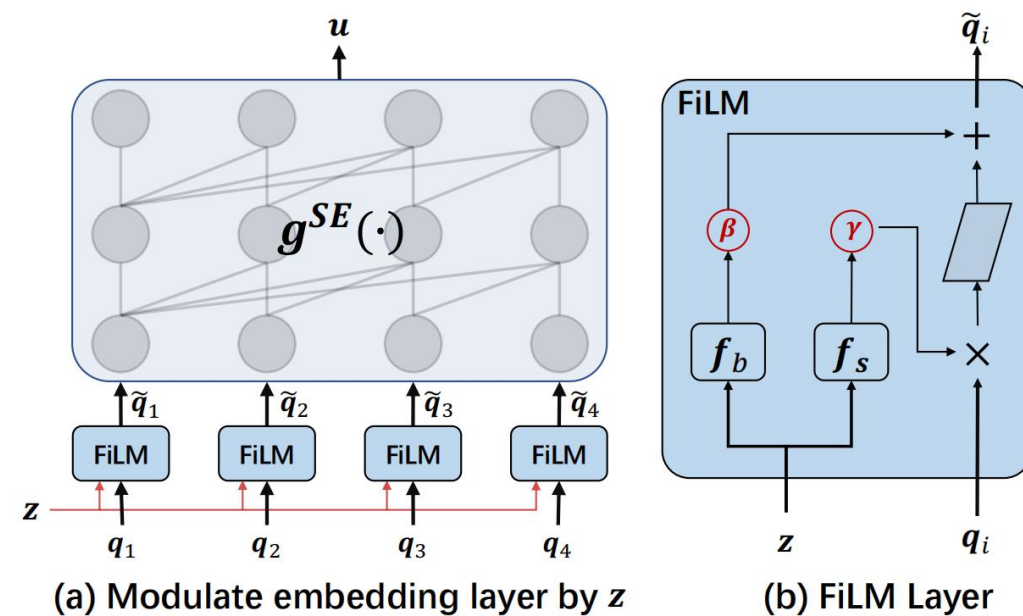 u
g^{SE}(·)
q̃₁ q̃₂ q̃₃ q̃₄
FiLM FiLM FiLM FiLM
z
q₁ q₂ q₃ q₄
(a) Modulate embedding layer by z
q̃ᵢ
FiLM
+
β γ
f_b f_s ×
z qᵢ
(b) FiLM Layer